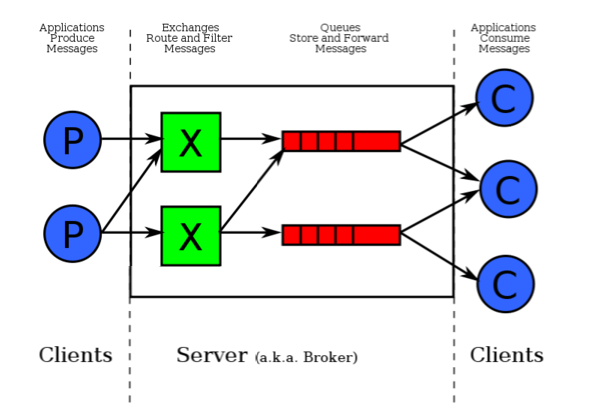 Applications
Produce
Messages
Exchanges
Route and Filter
Messages
Queues
Store and Forward
Messages
Applications
Consume
Messages
P
X
C
P
X
C
C
Clients
Server (a.k.a. Broker)
Clients